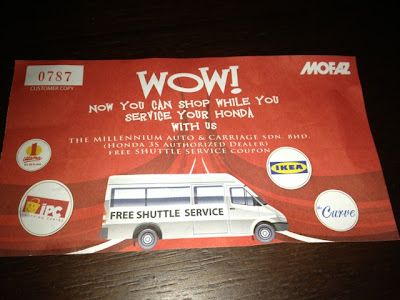 0787
CUSTOMER COPY
MOFAZ
WOW!
NOW YOU CAN SHOP WHILE YOU
SERVICE YOUR HONDA
WITH US
THE MILLENNIUM AUTO & CARRIAGE SDN. BHD.
(HONDA 3S AUTHORIZED DEALER)
FREE SHUTTLE SERVICE COUPON
IKEA
iPC
the Curve
FREE SHUTTLE SERVICE